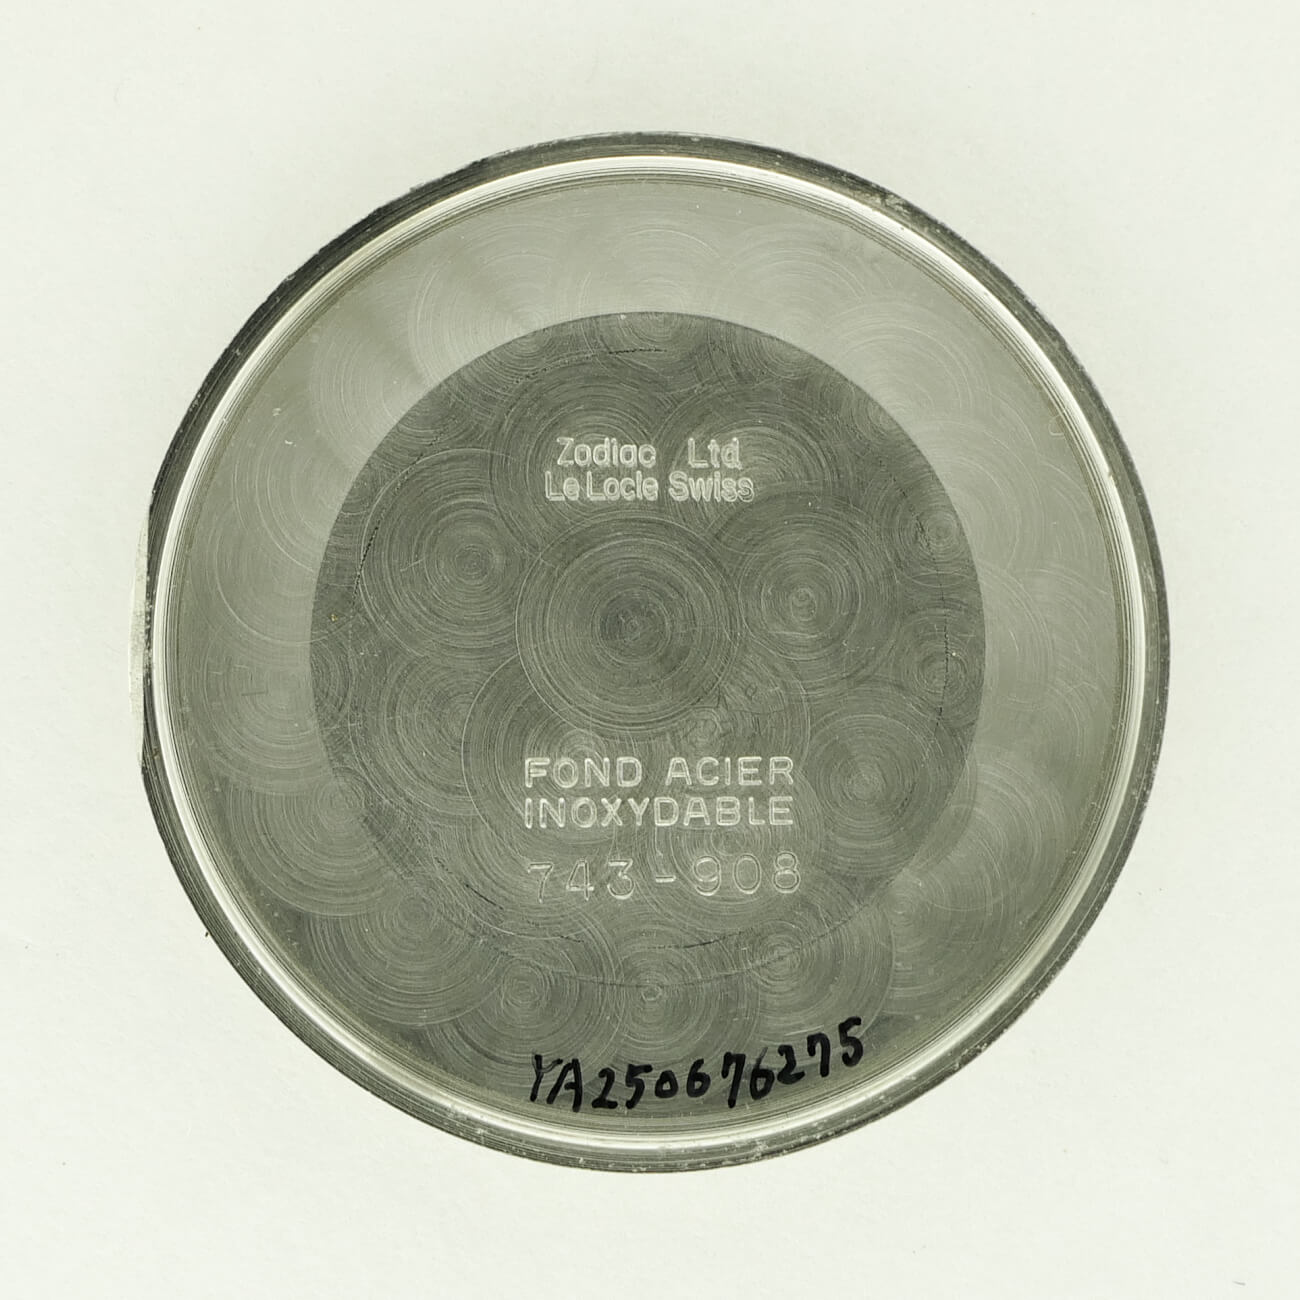 Zodiac Ltd
Le Locle Swiss
FOND ACIER
INOXYDABLE
743-908
YA250676275